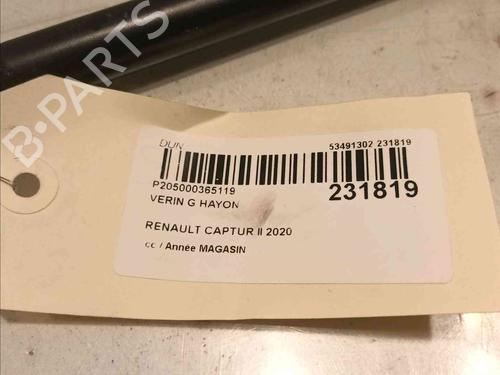 B-PARTS
DUN
53491302 231819
P205000365119
231819
VERIN G HAYON
RENAULT CAPTUR II 2020
cc / Année MAGASIN